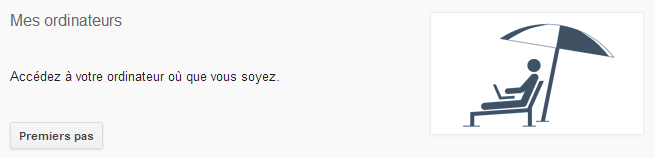 Mes ordinateurs
Accédez à votre ordinateur où que vous soyez.
Premiers pas